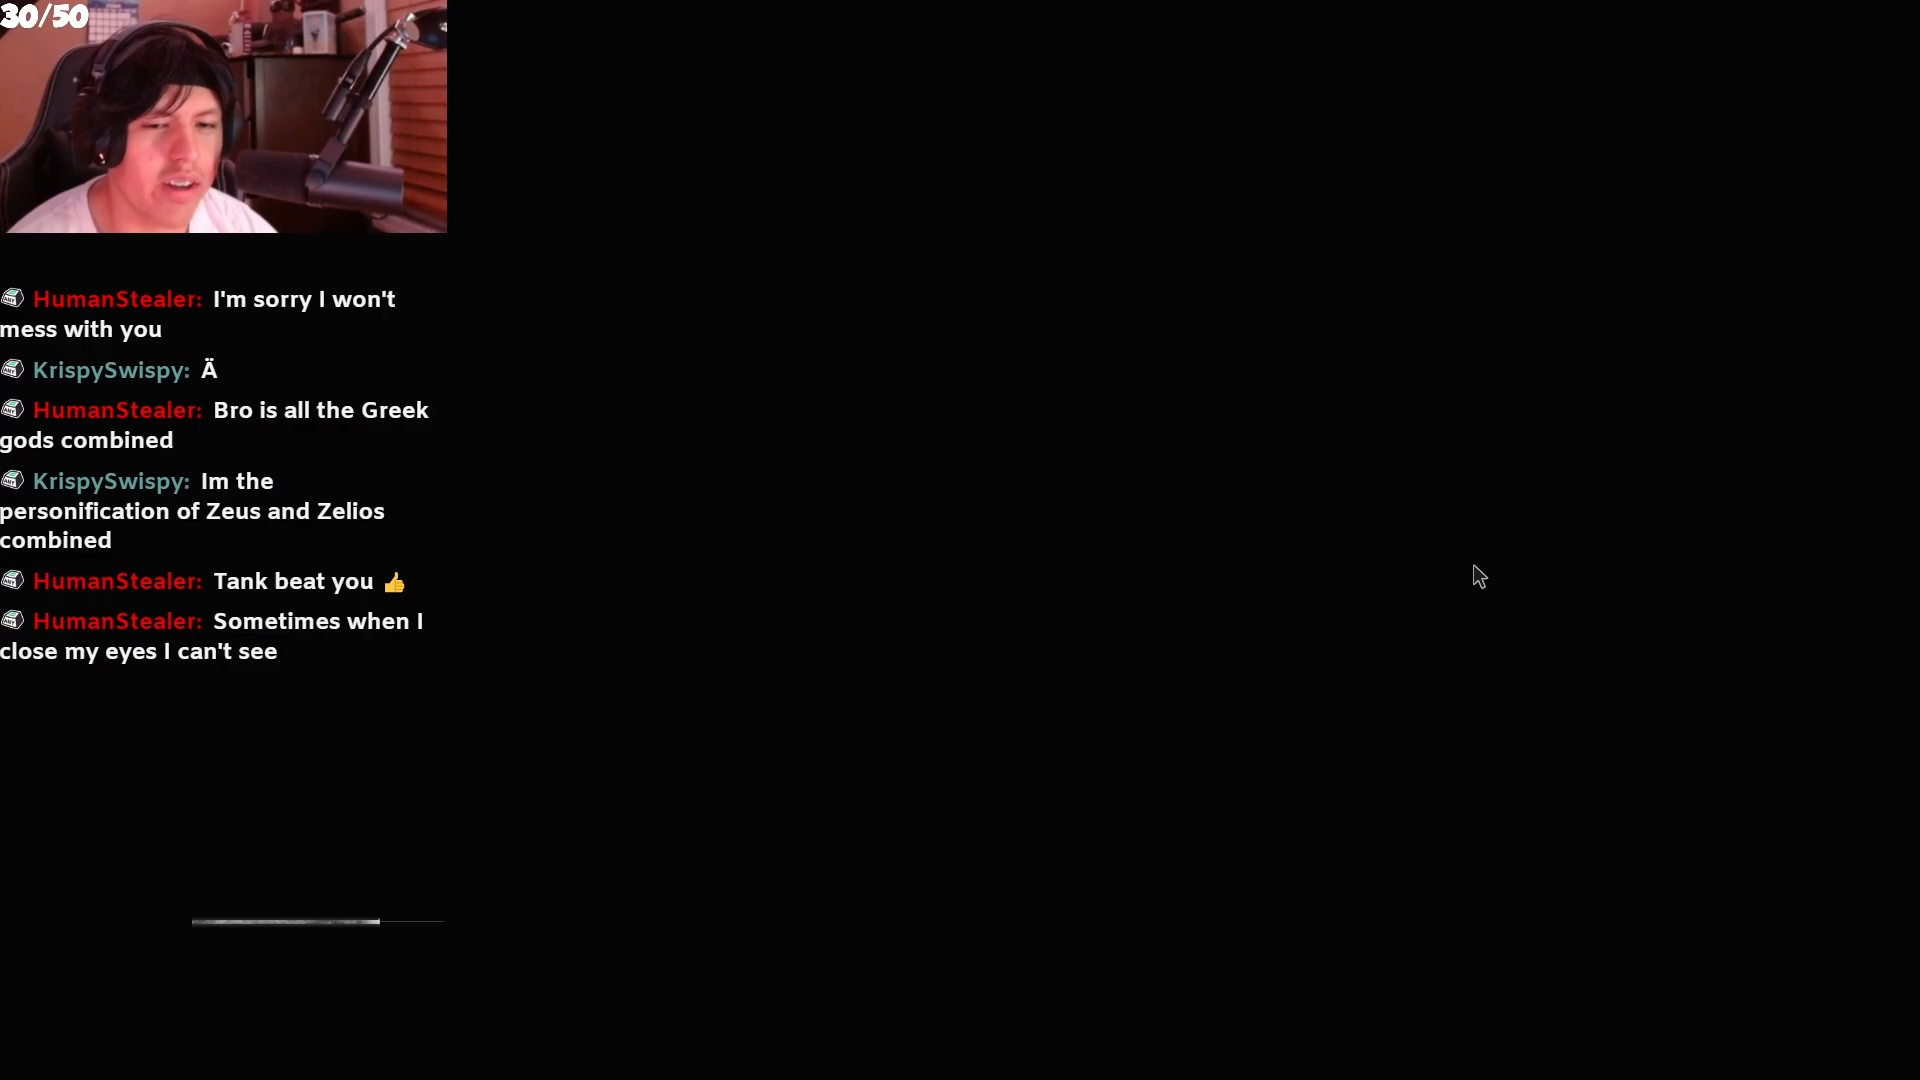 30/50
HumanStealer: I'm sorry I won't
mess with you
KrispySwispy: Ä
HumanStealer: Bro is all the Greek
gods combined
KrispySwispy: Im the
personification of Zeus and Zelios
combined
HumanStealer: Tank beat you 👍
HumanStealer: Sometimes when I
close my eyes I can't see